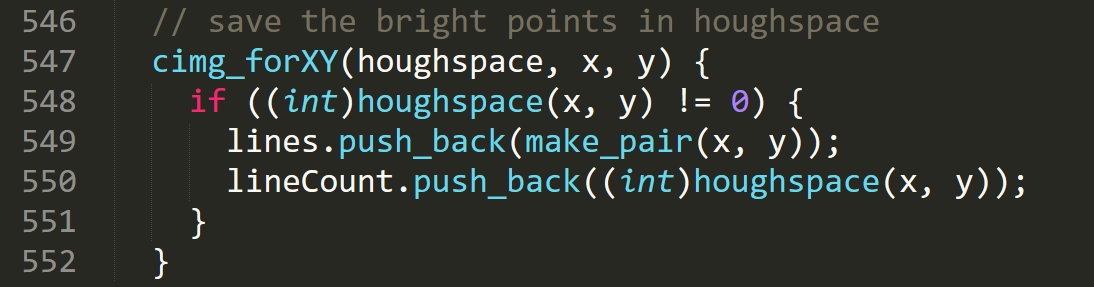 546 // save the bright points in houghspace
547 cimg_forXY(houghspace, x, y) {
548 if ((int)houghspace(x, y) != 0) {
549 lines.push_back(make_pair(x, y));
550 lineCount.push_back((int)houghspace(x, y));
551 }
552 }